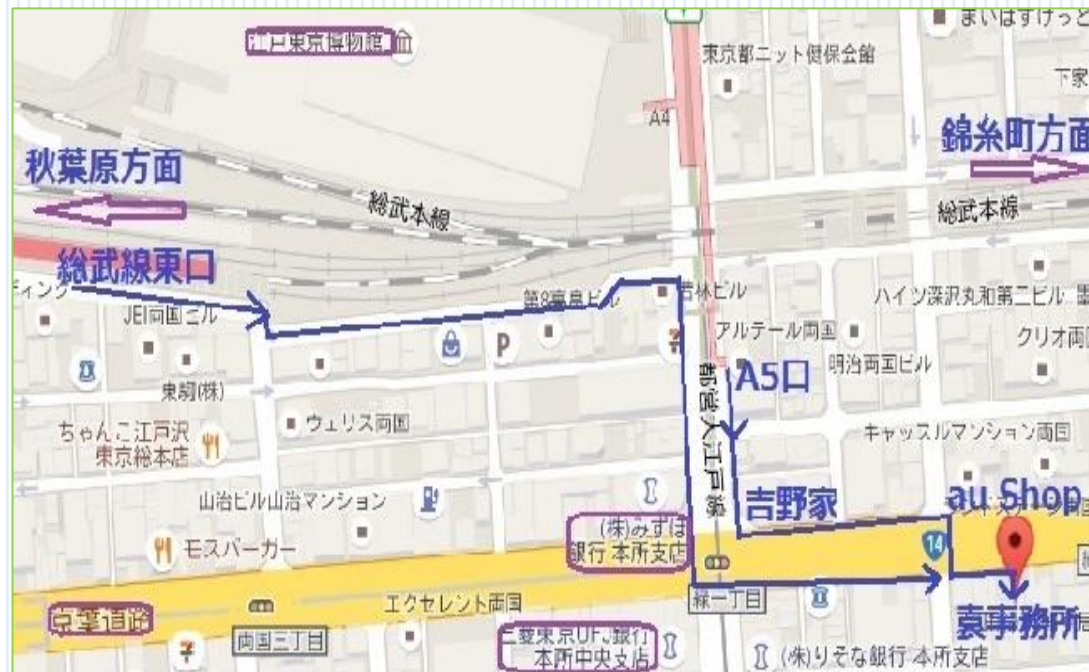 江戸東京博物館
まいばすけっと
東京都ニット健保会館
下家
A4
秋葉原方面
錦糸町方面
総武本線
総武本線
総武線東口
ィング
JEI両国ビル
第8高畠ビル
若林ビル
ハイツ深沢丸和第二ビル
P
アルテール両国
クリオ両国
明治両国ビル
東鋼(株)
A5口
都営大江戸線
ちゃんこ江戸沢
東京総本店
ウェリス両国
キャッスルマンション両国
山治ビル山治マンション
吉野家
au Shop
(株)みずほ
銀行 本所支店
モスバーガー
14
京葉道路
エクセレント両国
緑一丁目
両国三丁目
三菱東京UFJ銀行
本所中央支店
袁事務所
(株)りそな銀行 本所支店